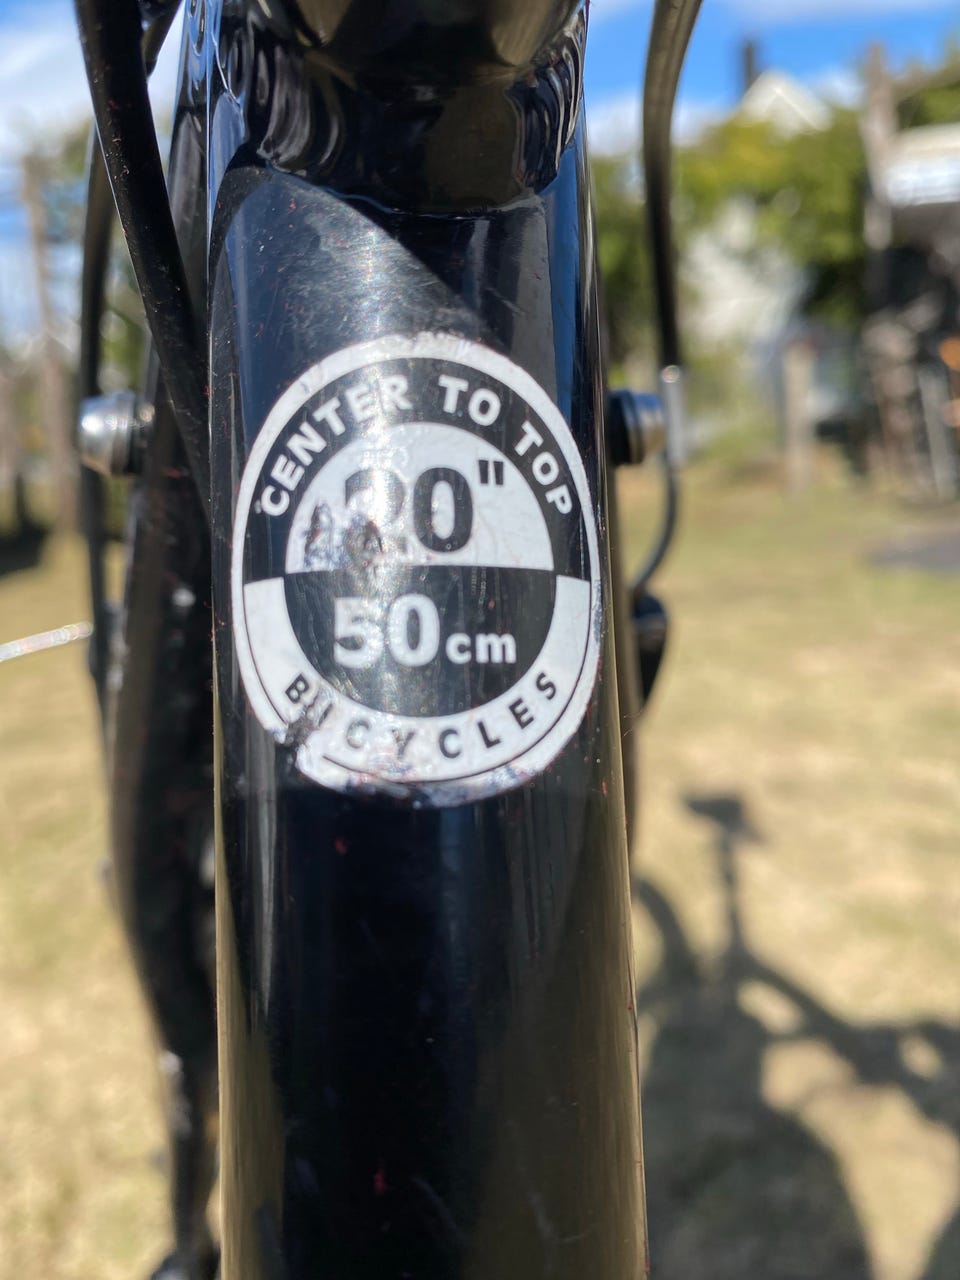 CENTER TO TOP
20"
50cm
BICYCLES